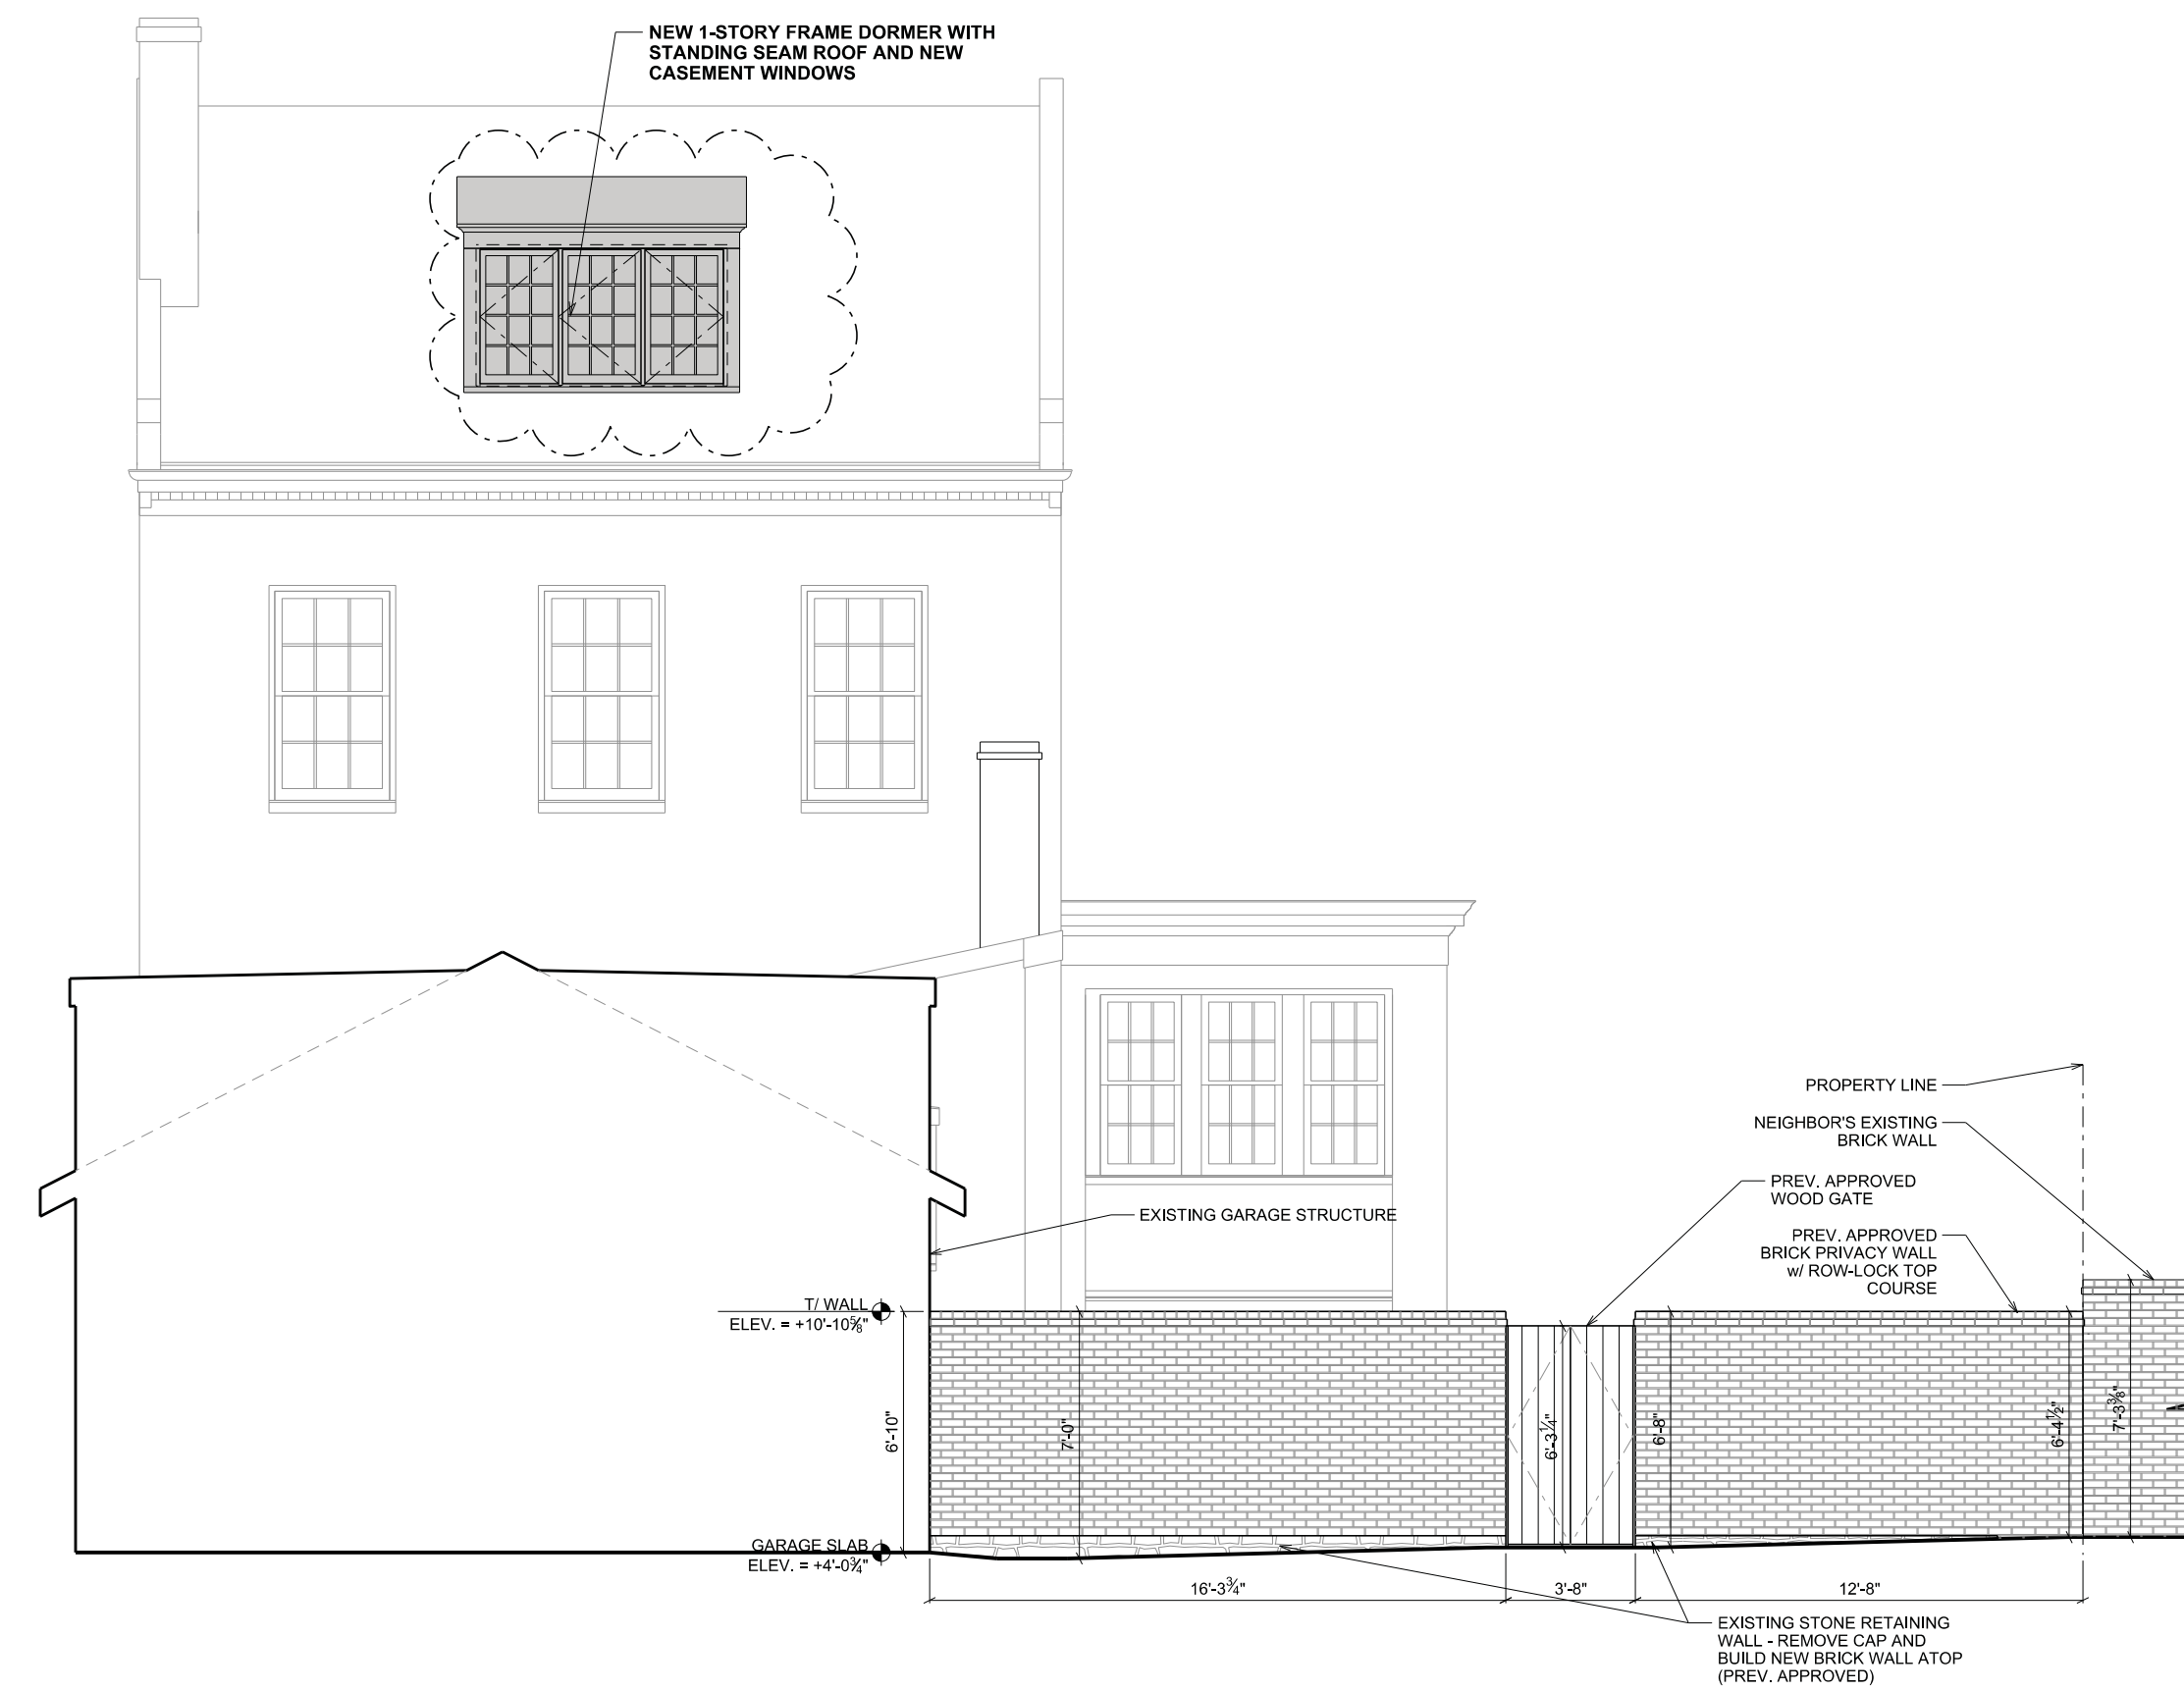 NEW 1-STORY FRAME DORMER WITH
STANDING SEAM ROOF AND NEW
CASEMENT WINDOWS
PROPERTY LINE
NEIGHBOR'S EXISTING
BRICK WALL
PREV. APPROVED
WOOD GATE
EXISTING GARAGE STRUCTURE
PREV. APPROVED
BRICK PRIVACY WALL
w/ ROW-LOCK TOP
COURSE
T/ WALL
ELEV. = +10'-10⅝"
6'-10"
7'-0"
6'-3¼"
6'-8"
6'-4½"
7'-3⅜"
GARAGE SLAB
ELEV. = +4'-0¾"
16'-3¾"
3'-8"
12'-8"
EXISTING STONE RETAINING
WALL - REMOVE CAP AND
BUILD NEW BRICK WALL ATOP
(PREV. APPROVED)